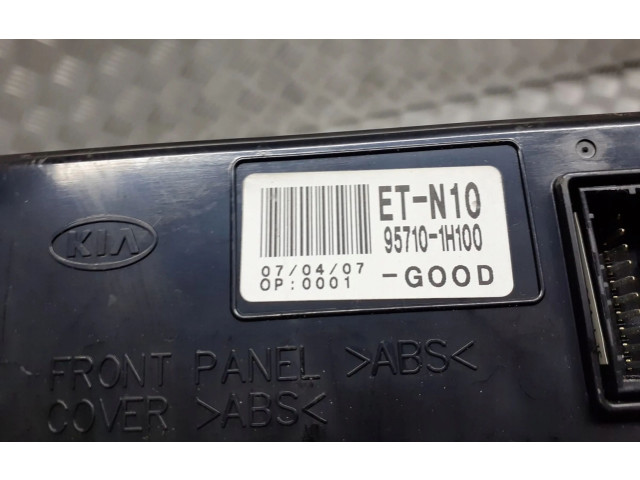 KIA
ET-N10
95710-1H100
07/04/07
OP:0001 -GOOD
FRONT PANEL >ABS<
COVER >ABS<